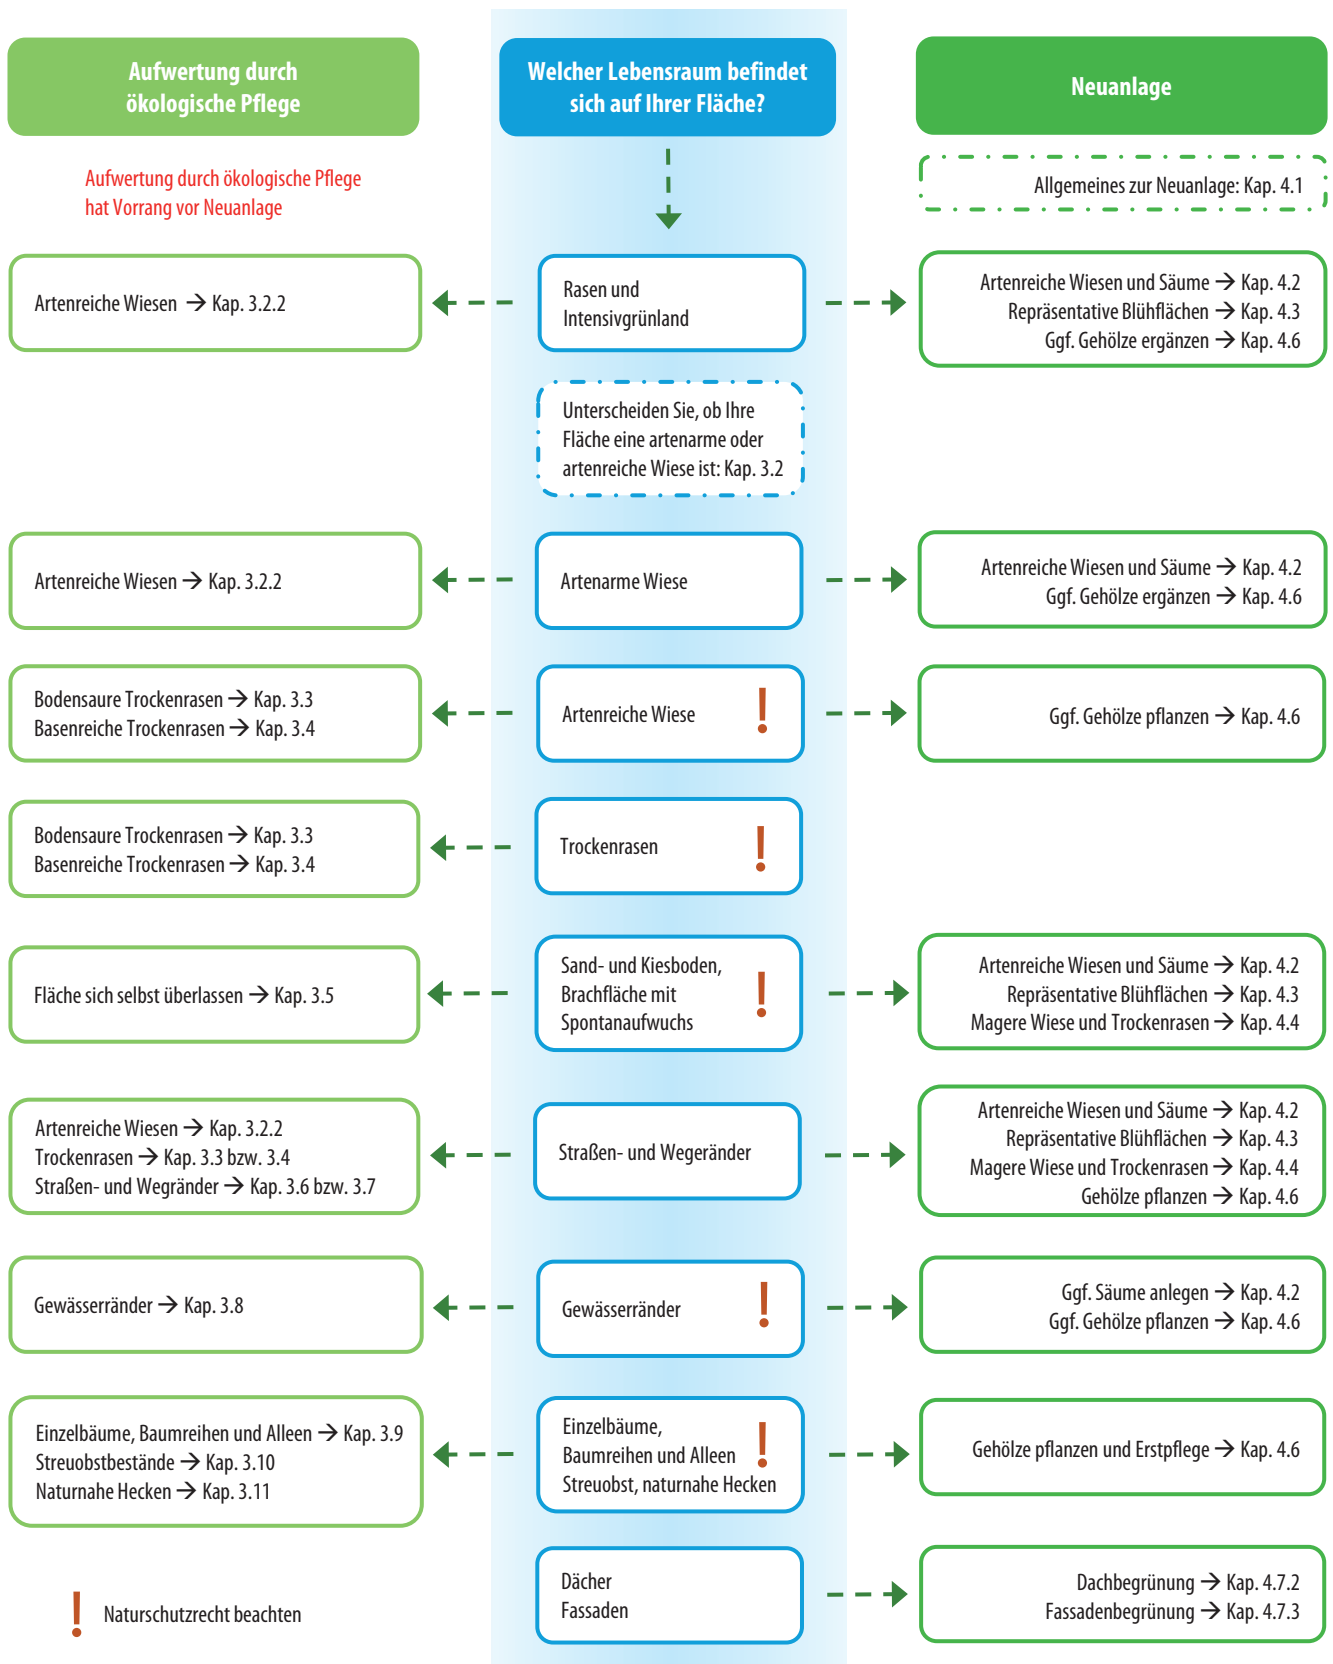 Aufwertung durch
ökologische Pflege
Welcher Lebensraum befindet
sich auf Ihrer Fläche?
Neuanlage
Aufwertung durch ökologische Pflege
hat Vorrang vor Neuanlage
Allgemeines zur Neuanlage: Kap. 4.1
Artenreiche Wiesen → Kap. 3.2.2
Rasen und
Intensivgrünland
Artenreiche Wiesen und Säume → Kap. 4.2
Repräsentative Blühflächen → Kap. 4.3
Ggf. Gehölze ergänzen → Kap. 4.6
Unterscheiden Sie, ob Ihre
Fläche eine artenarme oder
artenreiche Wiese ist: Kap. 3.2
Artenreiche Wiesen → Kap. 3.2.2
Artenarme Wiese
Artenreiche Wiesen und Säume → Kap. 4.2
Ggf. Gehölze ergänzen → Kap. 4.6
Bodensaure Trockenrasen → Kap. 3.3
Basenreiche Trockenrasen → Kap. 3.4
Artenreiche Wiese !
Ggf. Gehölze pflanzen → Kap. 4.6
Bodensaure Trockenrasen → Kap. 3.3
Basenreiche Trockenrasen → Kap. 3.4
Trockenrasen !
Fläche sich selbst überlassen → Kap. 3.5
Sand- und Kiesboden,
Brachfläche mit !
Spontanaufwuchs
Artenreiche Wiesen und Säume → Kap. 4.2
Repräsentative Blühflächen → Kap. 4.3
Magere Wiese und Trockenrasen → Kap. 4.4
Artenreiche Wiesen → Kap. 3.2.2
Trockenrasen → Kap. 3.3 bzw. 3.4
Straßen- und Wegränder → Kap. 3.6 bzw. 3.7
Straßen- und Wegeränder
Artenreiche Wiesen und Säume → Kap. 4.2
Repräsentative Blühflächen → Kap. 4.3
Magere Wiese und Trockenrasen → Kap. 4.4
Gehölze pflanzen → Kap. 4.6
Gewässerränder → Kap. 3.8
Gewässerränder !
Ggf. Säume anlegen → Kap. 4.2
Ggf. Gehölze pflanzen → Kap. 4.6
Einzelbäume, Baumreihen und Alleen → Kap. 3.9
Streuobstbestände → Kap. 3.10
Naturnahe Hecken → Kap. 3.11
Einzelbäume,
Baumreihen und Alleen !
Streuobst, naturnahe Hecken
Gehölze pflanzen und Erstpflege → Kap. 4.6
Dächer
Fassaden
Dachbegrünung → Kap. 4.7.2
Fassadenbegrünung → Kap. 4.7.3
! Naturschutzrecht beachten